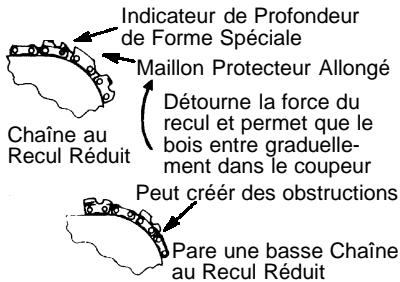 Indicateur de Profondeur
de Forme Spéciale
Maillon Protecteur Allongé
Détourne la force du
recul et permet que le
bois entre graduelle-
ment dans le coupeur
Chaîne au
Recul Réduit
Peut créér des obstructions
Pare une basse Chaîne
au Recul Réduit